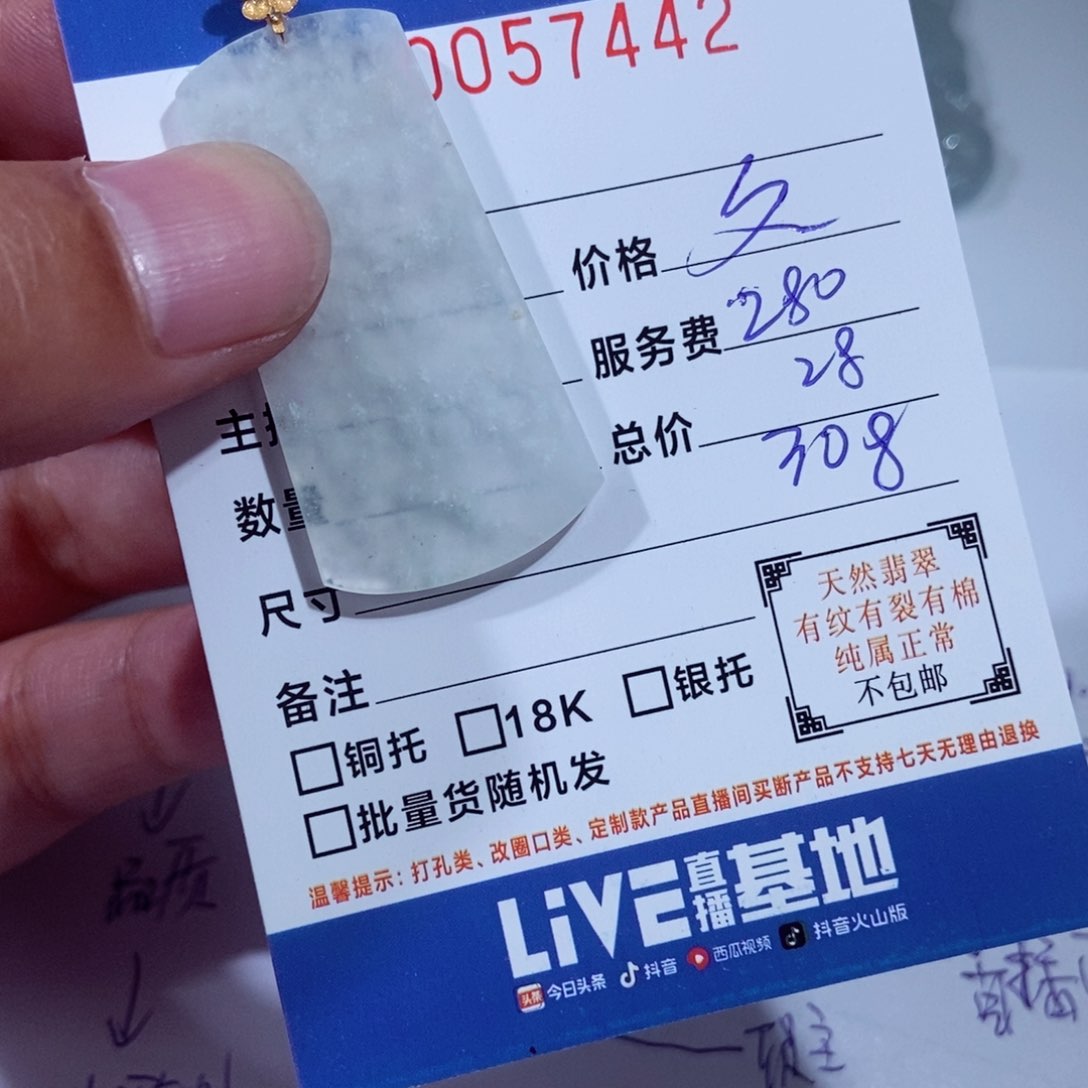 0057442
价格
280
服务费
28
总价 308
主
数量
尺寸
备注
铜托 18K 银托
批量货随机发
天然翡翠
有纹有裂有棉
纯属正常
不包邮
温馨提示：打孔类、改圈口类、定制款产品直播间买断产品不支持七天无理由退换
LiVE直播基地
头条 今日头条 抖音 西瓜视频 抖音火山版
直播